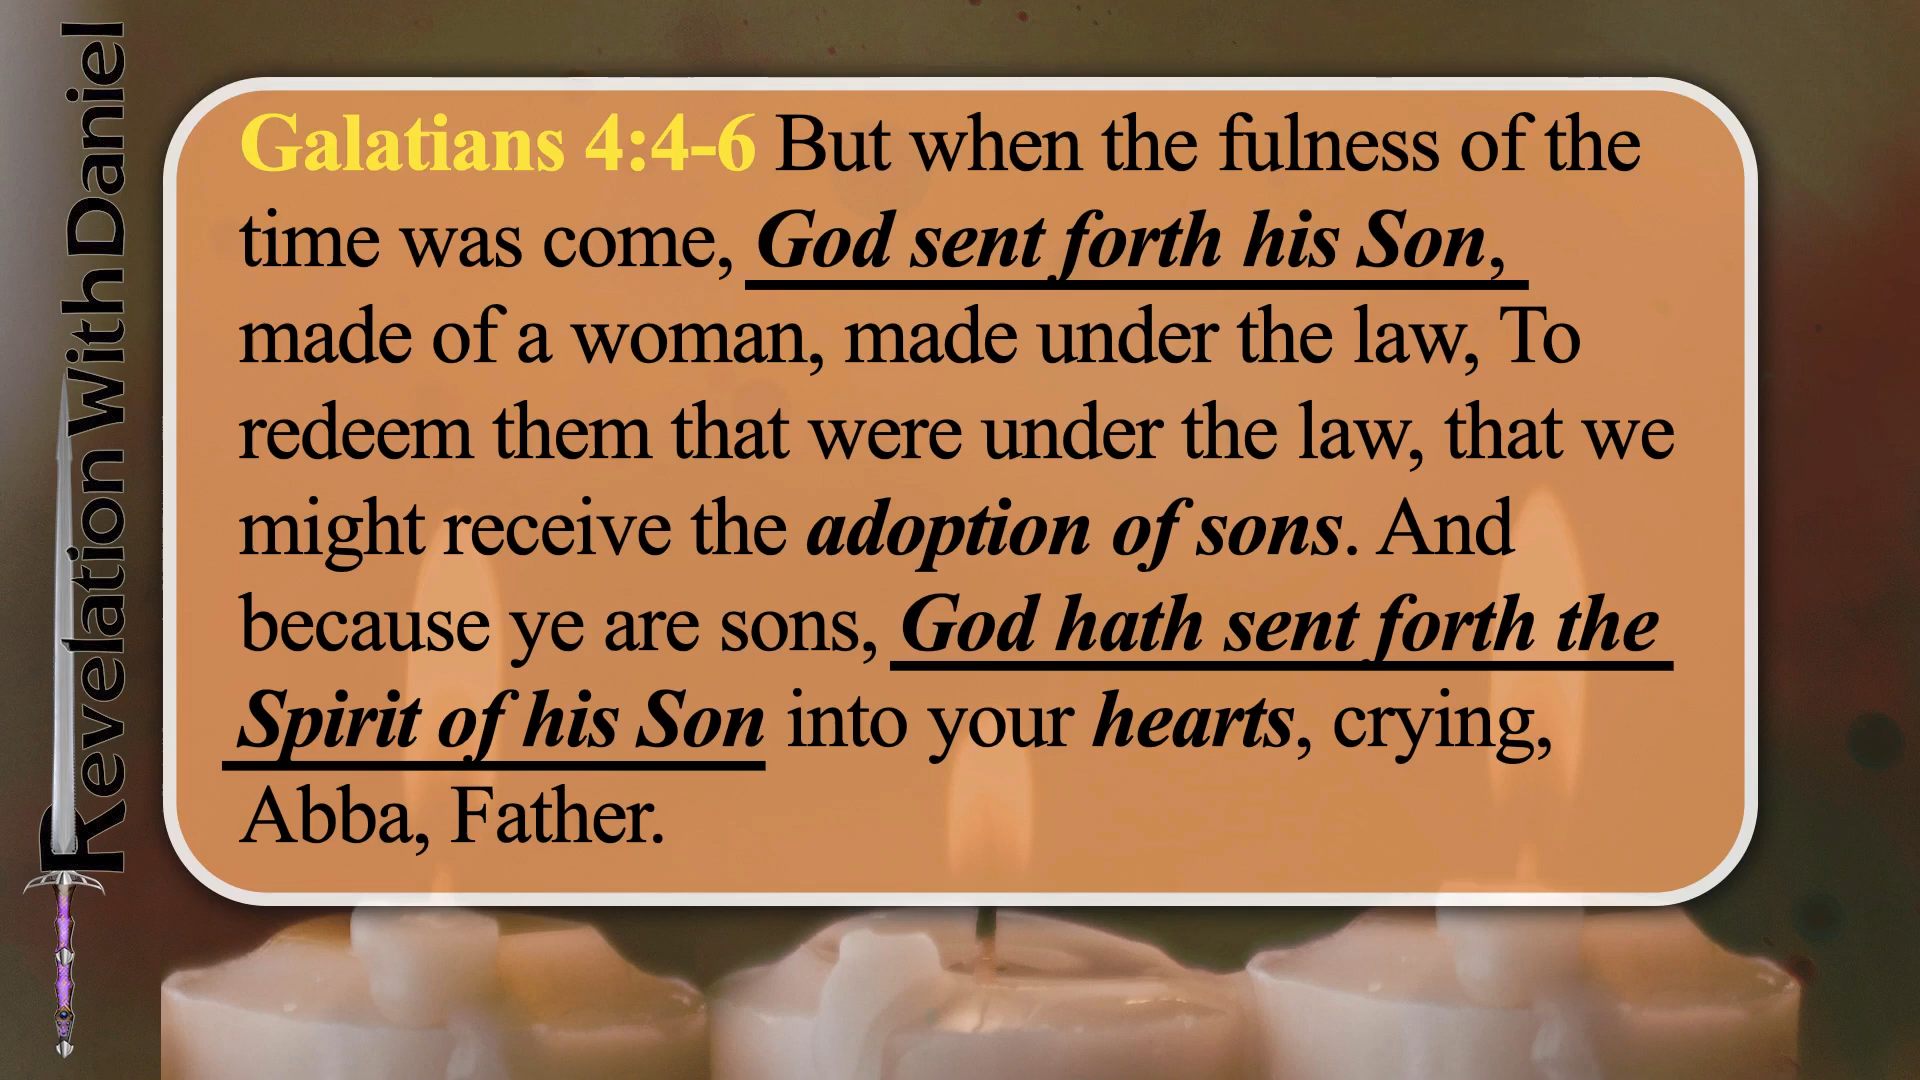 Revelation With Daniel
Galatians 4:4-6 But when the fulness of the
time was come, God sent forth his Son,
made of a woman, made under the law, To
redeem them that were under the law, that we
might receive the adoption of sons. And
because ye are sons, God hath sent forth the
Spirit of his Son into your hearts, crying,
Abba, Father.